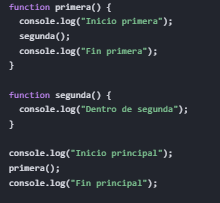 function primera() {
  console.log("Inicio primera");
  segunda();
  console.log("Fin primera");
}

function segunda() {
  console.log("Dentro de segunda");
}

console.log("Inicio principal");
primera();
console.log("Fin principal");